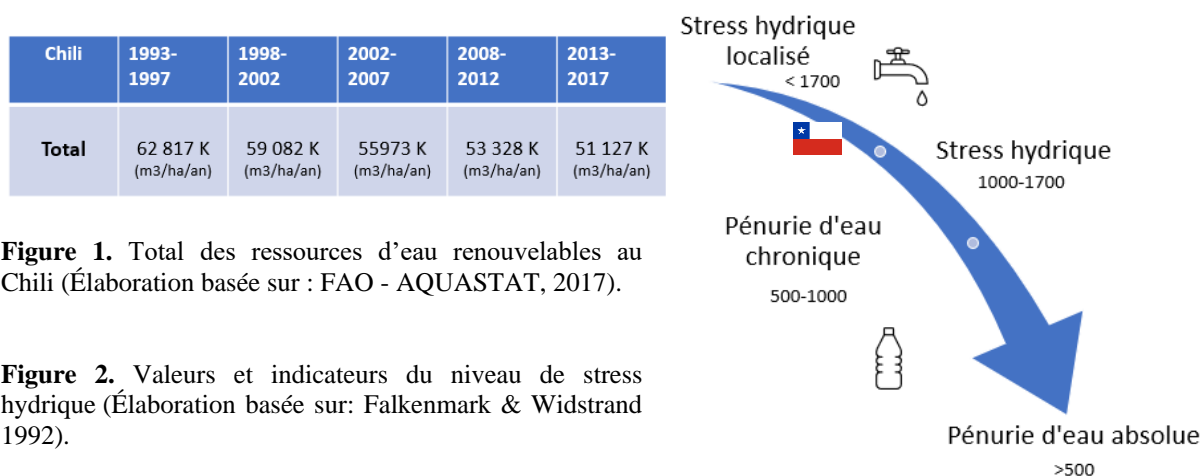 Chili 1993-1997 1998-2002 2002-2007 2008-2012 2013-2017
Total 62 817 K 59 082 K 55973 K 53 328 K 51 127 K
(m3/ha/an) (m3/ha/an) (m3/ha/an) (m3/ha/an) (m3/ha/an)
Figure 1. Total des ressources d’eau renouvelables au
Chili (Élaboration basée sur : FAO - AQUASTAT, 2017).
Figure 2. Valeurs et indicateurs du niveau de stress
hydrique (Élaboration basée sur: Falkenmark & Widstrand
1992).
Stress hydrique
localisé
< 1700
Stress hydrique
1000-1700
Pénurie d'eau
chronique
500-1000
Pénurie d'eau absolue
>500